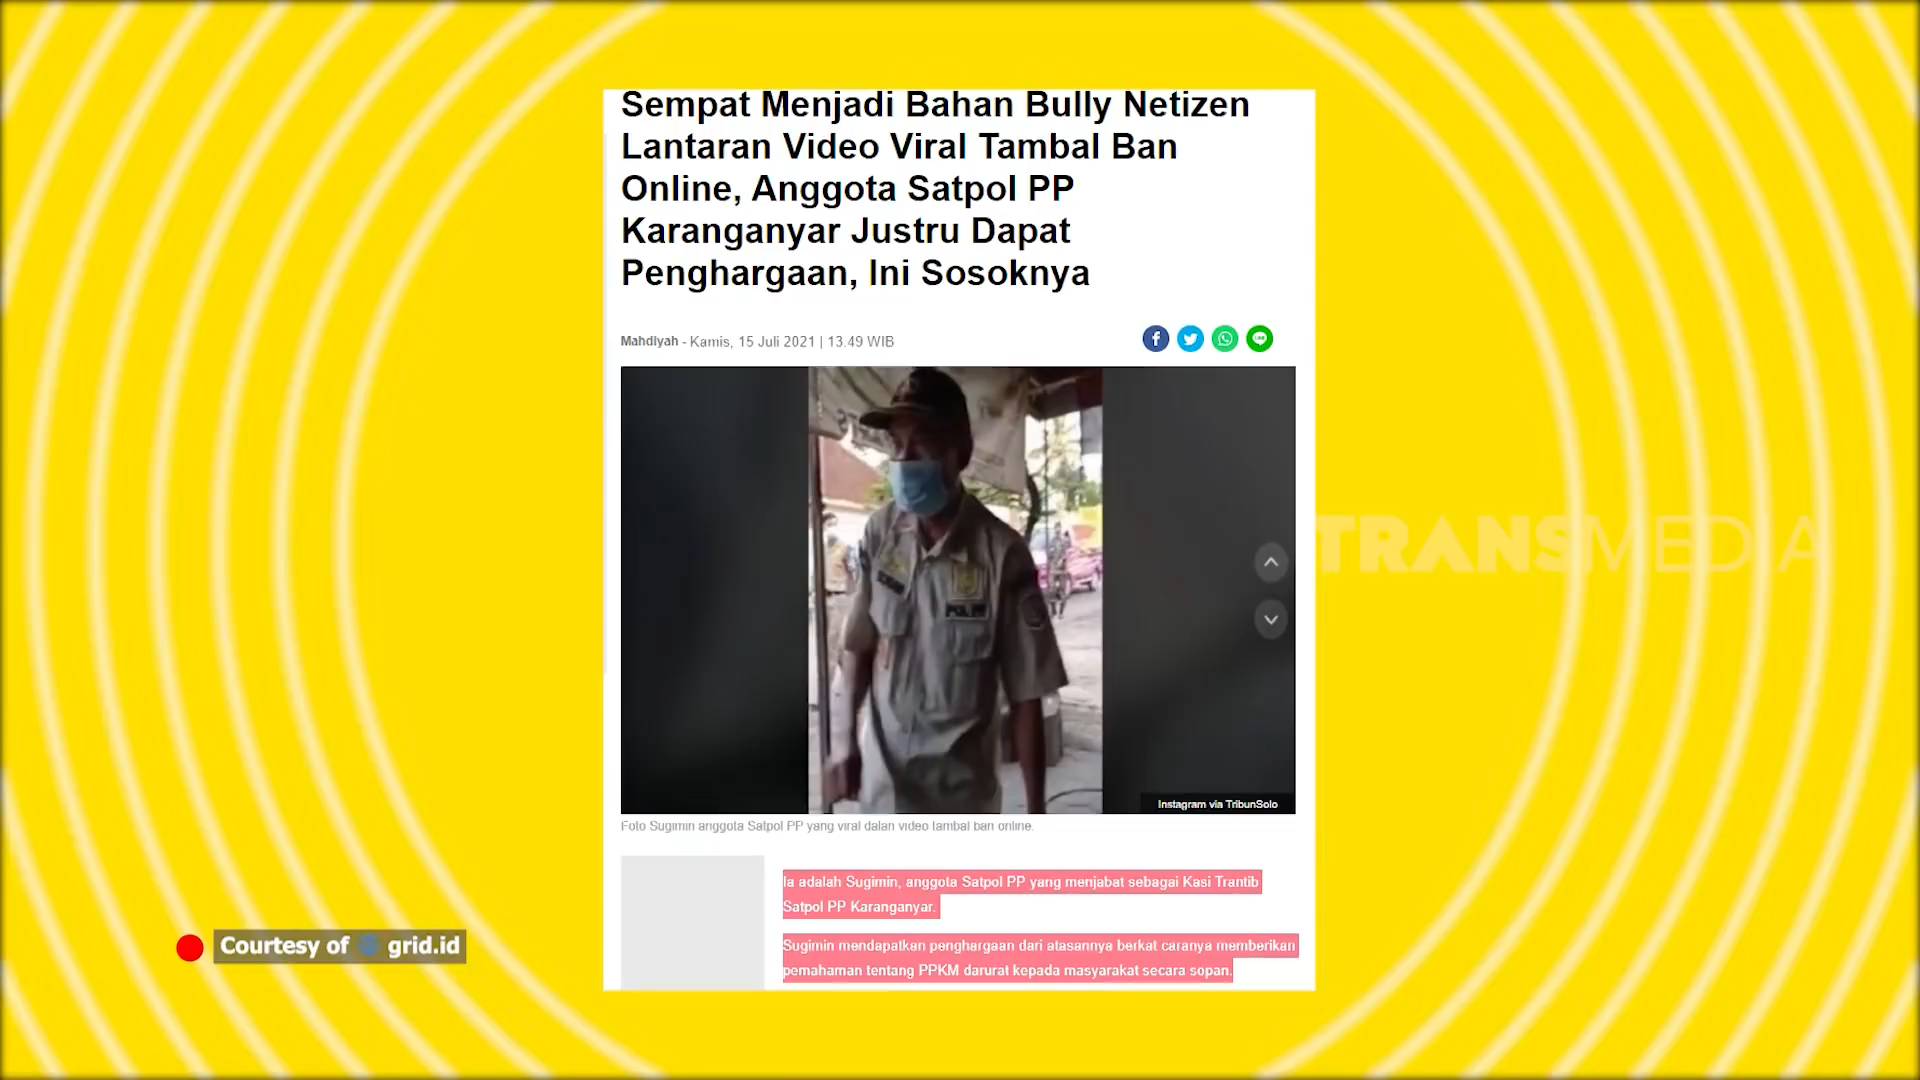 Sempat Menjadi Bahan Bully Netizen
Lantaran Video Viral Tambal Ban
Online, Anggota Satpol PP
Karanganyar Justru Dapat
Penghargaan, Ini Sosoknya
Mahdiyah - Kamis, 15 Juli 2021 | 13.49 WIB
POL PP
Instagram via TribunSolo
Foto Sugimin anggota Satpol PP yang viral dalan video tambal ban online.
Ia adalah Sugimin, anggota Satpol PP yang menjabat sebagai Kasi Trantib
Satpol PP Karanganyar.
Sugimin mendapatkan penghargaan dari atasannya berkat caranya memberikan
pemahaman tentang PPKM darurat kepada masyarakat secara sopan.
TRANSMEDIA
Courtesy of grid.id